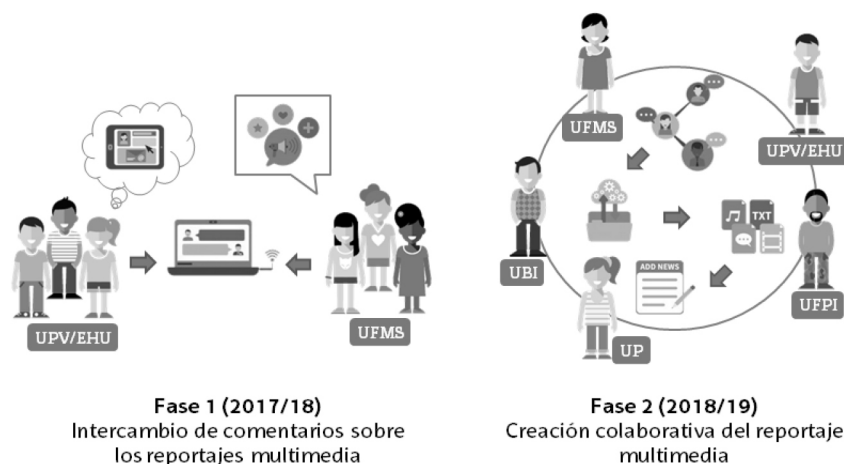 UPV/EHU
UFMS
Fase 1 (2017/18)
Intercambio de comentarios sobre
los reportajes multimedia
UFMS
UPV/EHU
UBI
TXT
UFPI
ADD NEWS
UP
Fase 2 (2018/19)
Creación colaborativa del reportaje
multimedia